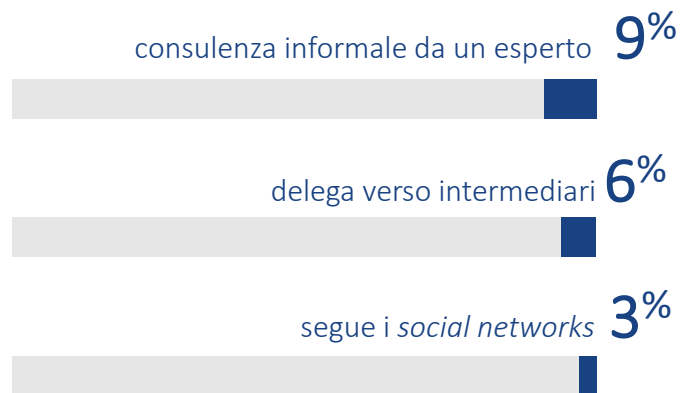 consulenza informale da un esperto 9%
delega verso intermediari 6%
segue i social networks 3%